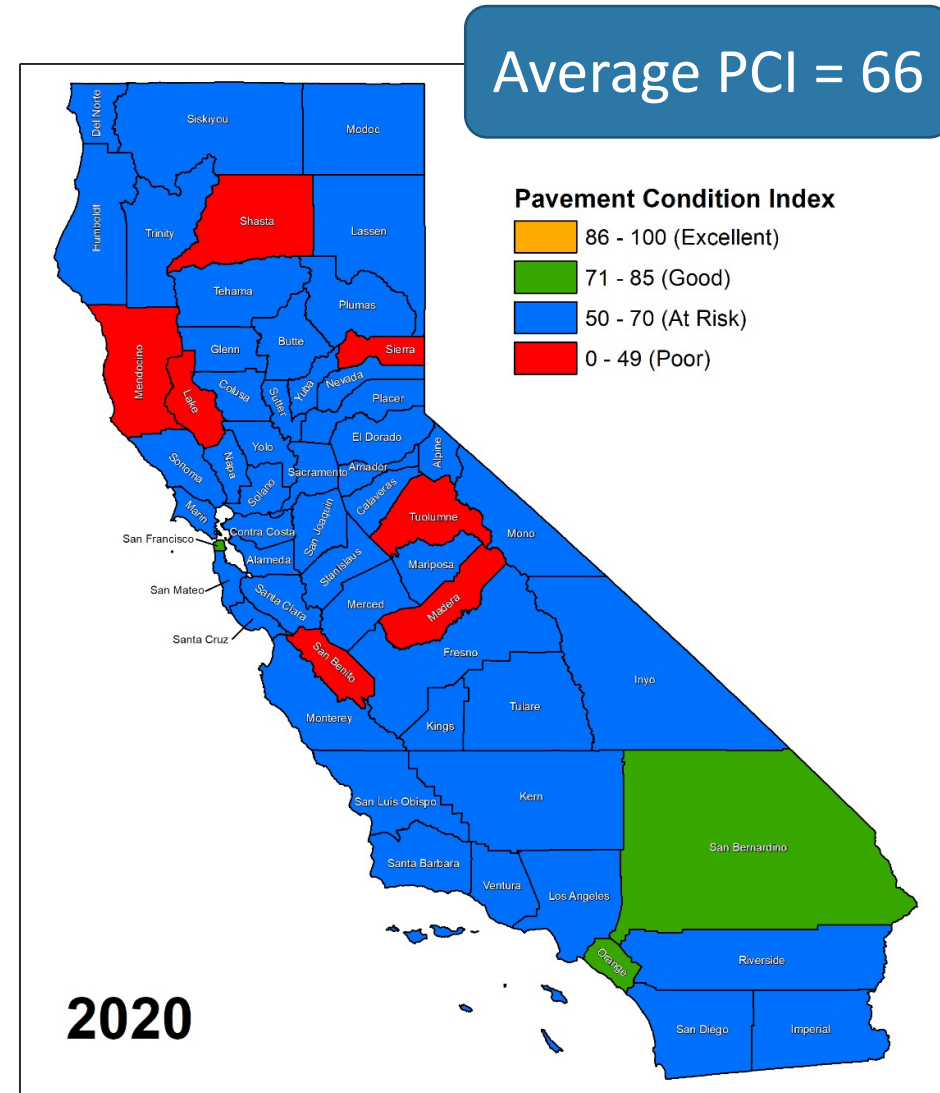 Average PCI = 66
Pavement Condition Index
86 - 100 (Excellent)
71 - 85 (Good)
50 - 70 (At Risk)
0 - 49 (Poor)
Del Norte
Siskiyou
Modoc
Humboldt
Trinity
Shasta
Lassen
Tehama
Plumas
Mendocino
Glenn
Butte
Sierra
Lake
Colusa
Sutter
Yuba
Nevada
Placer
Sonoma
Napa
Yolo
El Dorado
Alpine
Solano
Sacramento
Amador
Calaveras
Marin
San Francisco
Contra Costa
San Joaquin
Tuolumne
Mono
Alameda
Stanislaus
Mariposa
San Mateo
Santa Clara
Merced
Madera
Santa Cruz
San Benito
Fresno
Inyo
Monterey
Kings
Tulare
San Luis Obispo
Kern
San Bernardino
Santa Barbara
Ventura
Los Angeles
Orange
Riverside
San Diego
Imperial
2020